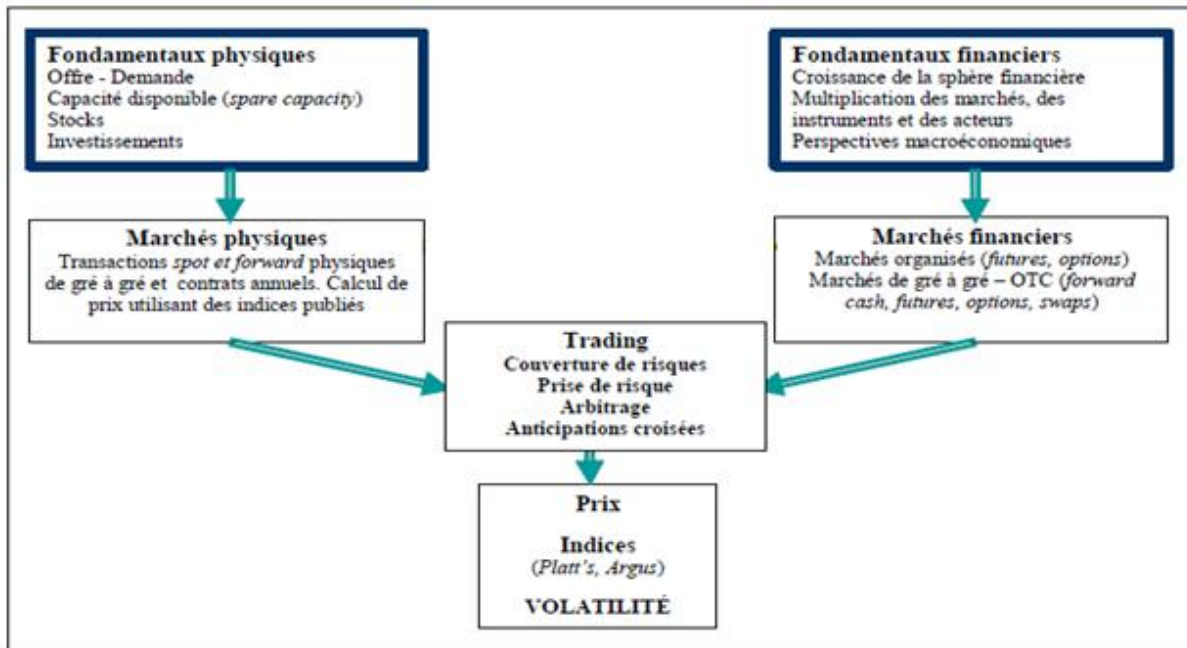 Fondamentaux physiques
Offre - Demande
Capacité disponible (spare capacity)
Stocks
Investissements
Fondamentaux financiers
Croissance de la sphère financière
Multiplication des marchés, des
instruments et des acteurs
Perspectives macroéconomiques
Marchés physiques
Transactions spot et forward physiques
de gré à gré et contrats annuels. Calcul de
prix utilisant des indices publiés
Marchés financiers
Marchés organisés (futures, options)
Marchés de gré à gré – OTC (forward
cash, futures, options, swaps)
Trading
Couverture de risques
Prise de risque
Arbitrage
Anticipations croisées
Prix
Indices
(Platt's, Argus)
VOLATILITÉ